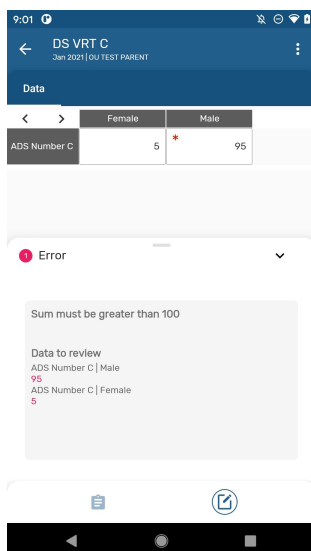 9:01
DS VRT C
Jan 2021 | OU TEST PARENT
Data
Female Male
ADS Number C 5 * 95
1 Error
Sum must be greater than 100
Data to review
ADS Number C | Male
95
ADS Number C | Female
5